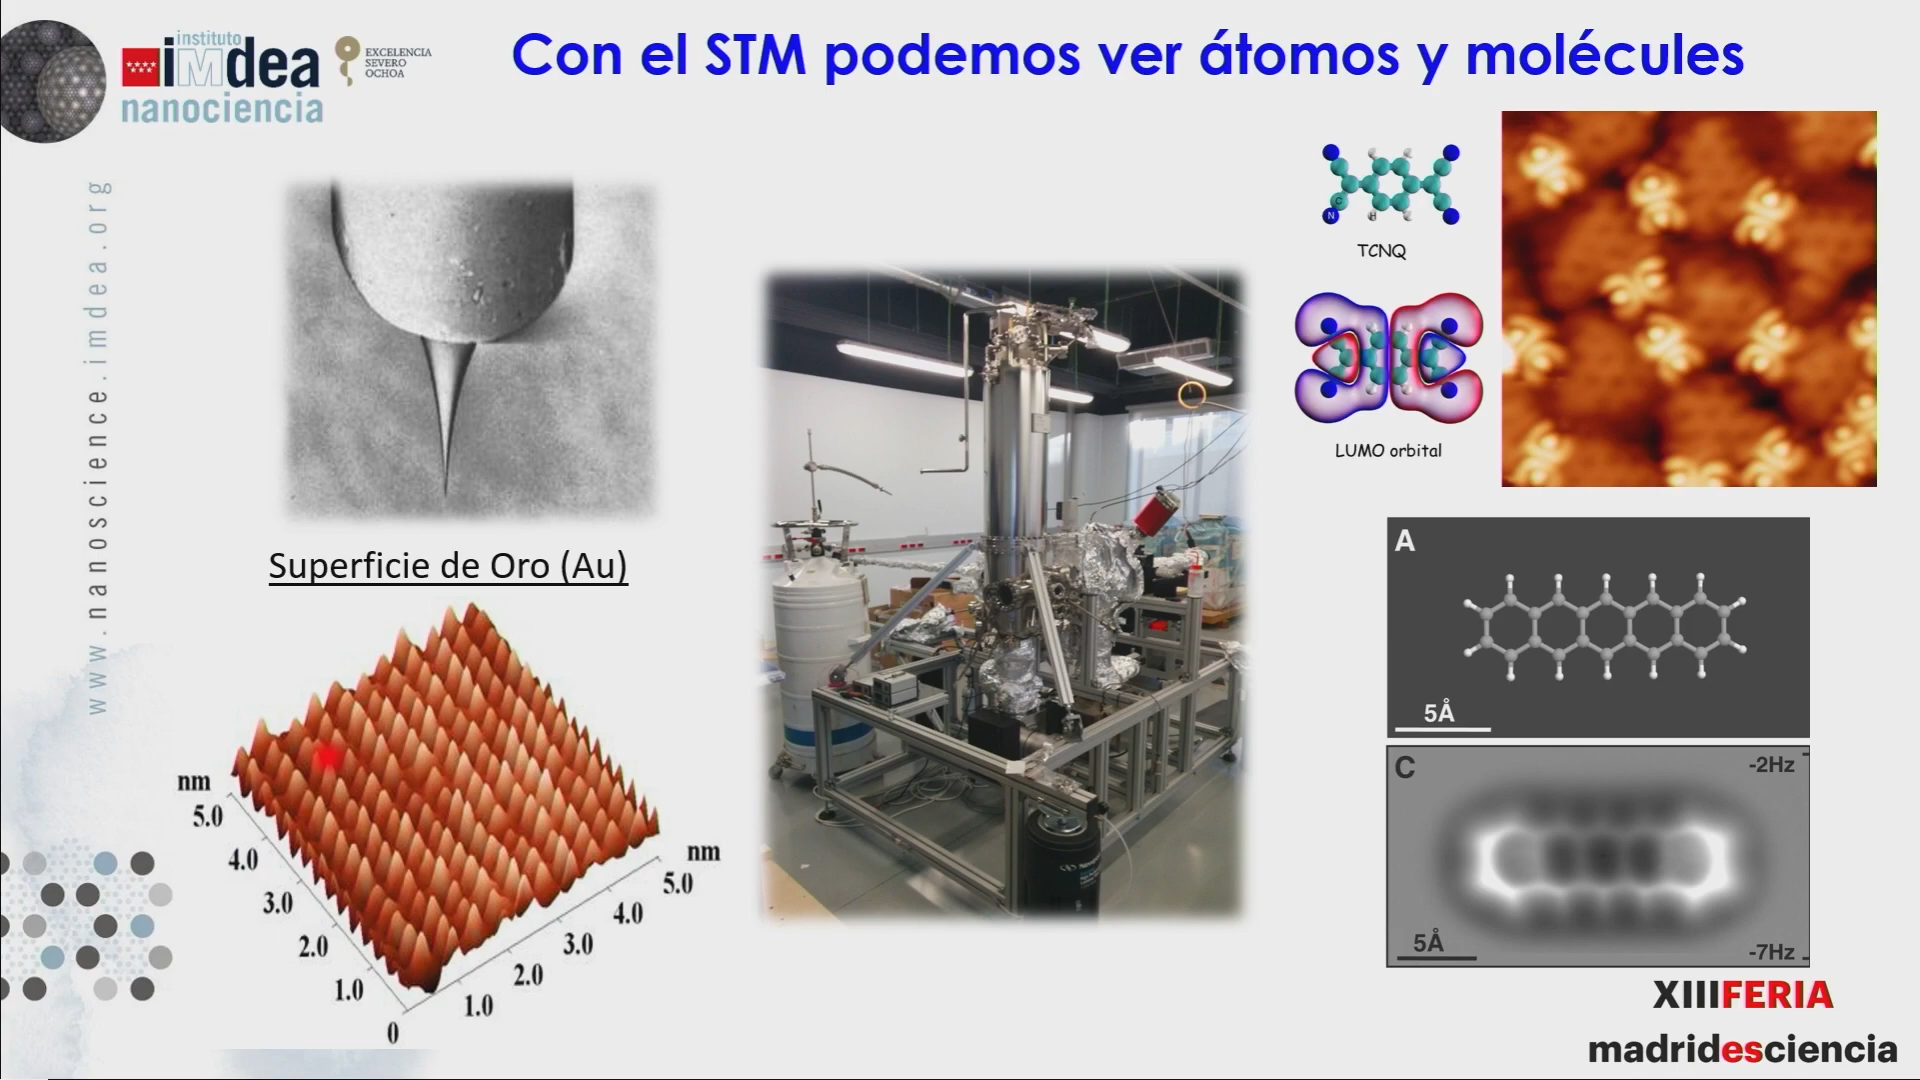 instituto
iMdea
nanociencia
EXCELENCIA
SEVERO
OCHOA
Con el STM podemos ver átomos y molécules
www.nanoscience.imdea.org
C
N
H
TCNQ
LUMO orbital
Superficie de Oro (Au)
nm
5.0
4.0
3.0
2.0
1.0
0
1.0
2.0
3.0
4.0
5.0
nm
A
5Å
C
-2Hz
5Å
-7Hz
XIIIFERIA
madridesciencia